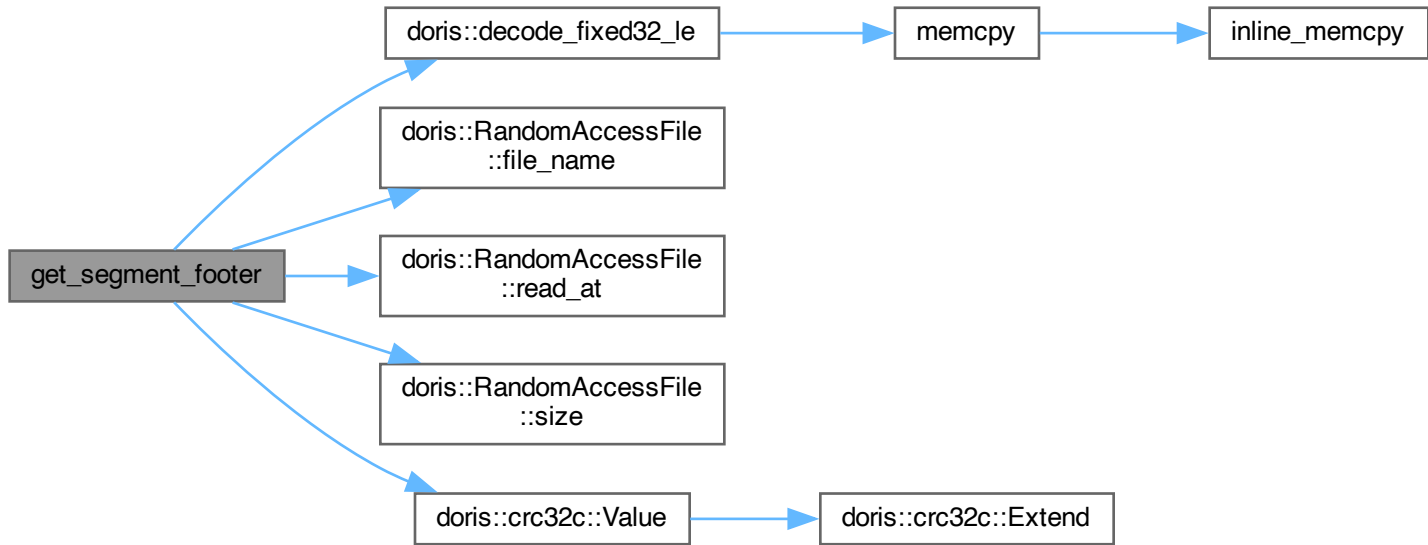 doris::decode_fixed32_le
memcpy
inline_memcpy
doris::RandomAccessFile
::file_name
get_segment_footer
doris::RandomAccessFile
::read_at
doris::RandomAccessFile
::size
doris::crc32c::Value
doris::crc32c::Extend